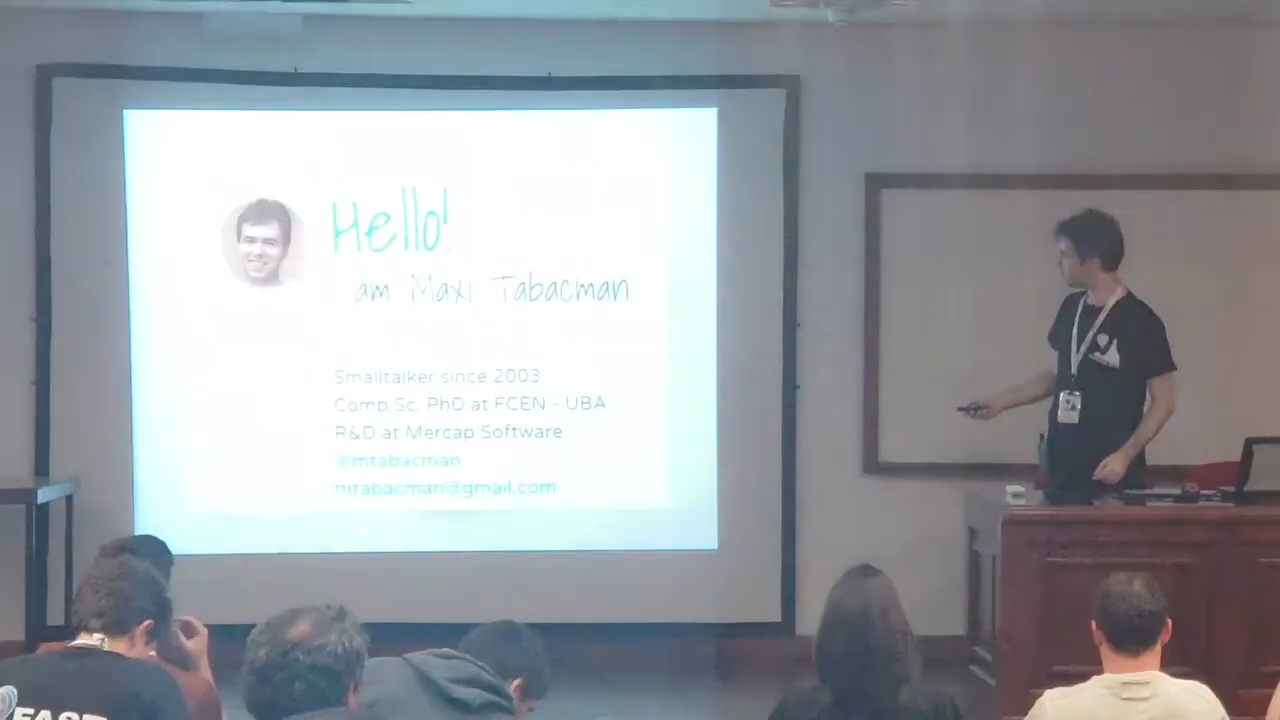 Hello!
am Maxi Tabacman
Smalltalker since 2003
Comp.Sc. PhD at FCEN - UBA
R&D at Mercap Software
@mtabacman
mtabacman@gmail.com
FAST